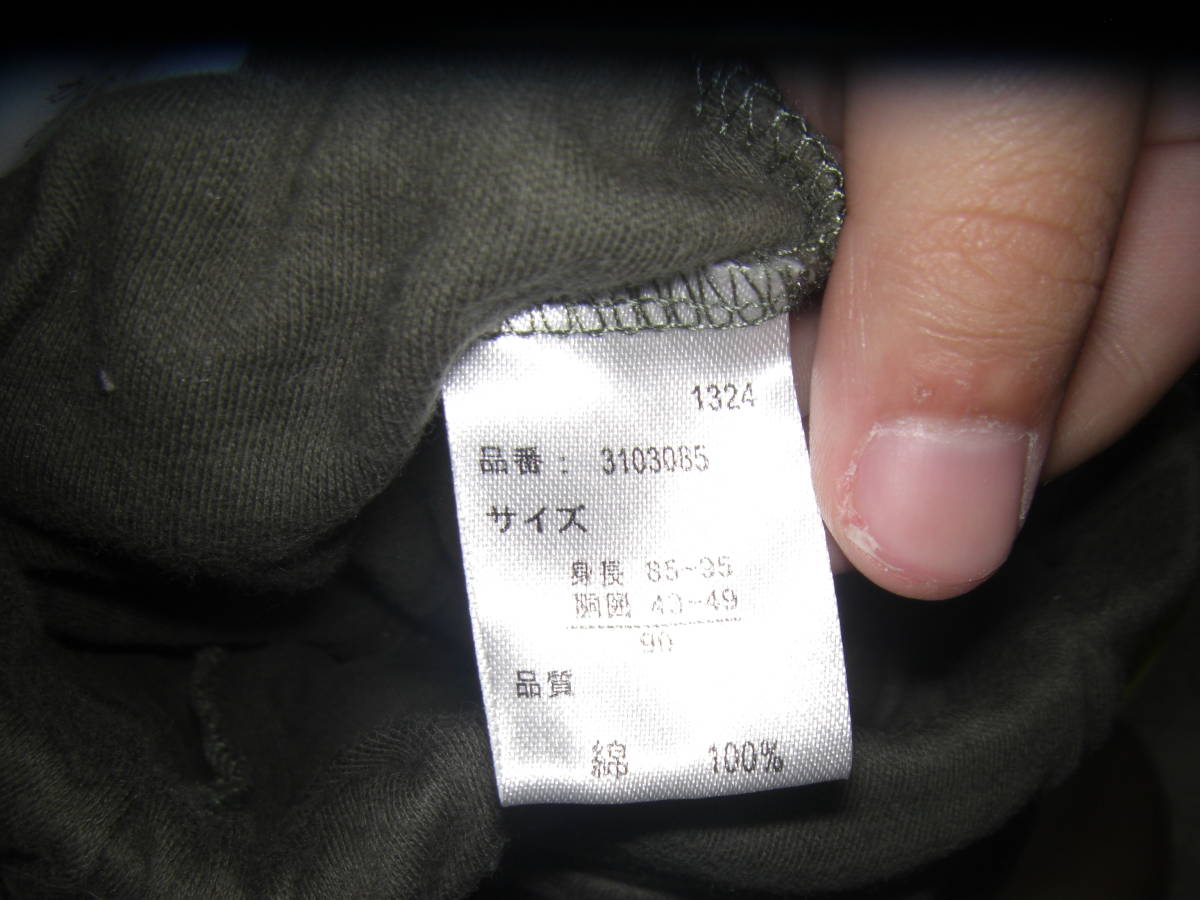 1324
品番： 3103085
サイズ
身長 85~95
胸囲 43~49
90
品質
綿 100%